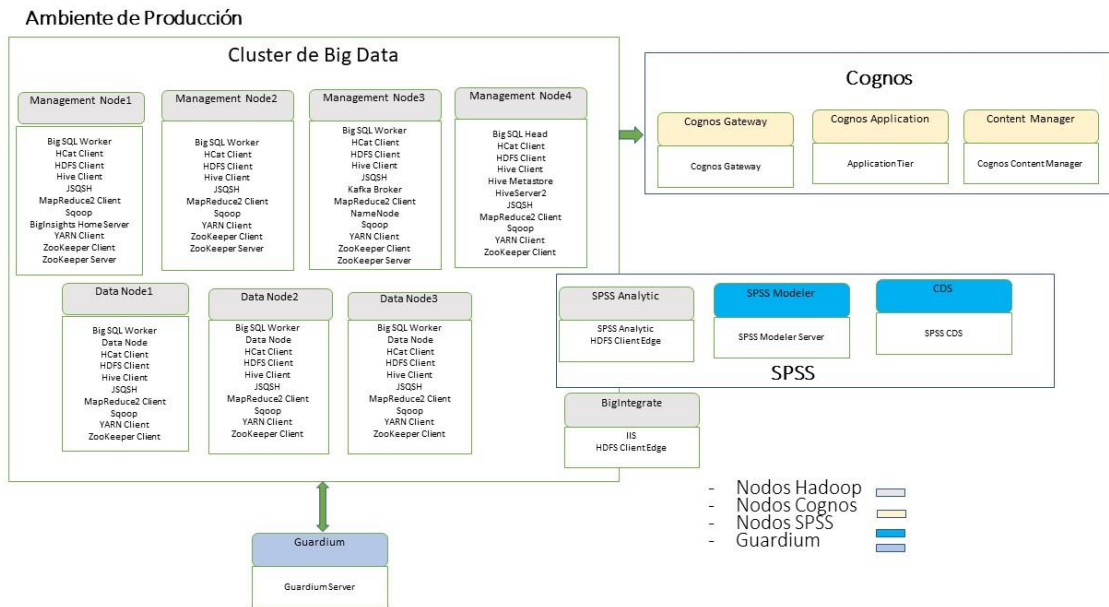 Ambiente de Producción
Cluster de Big Data
Management Node1
Big SQL Worker
HCat Client
HDFS Client
Hive Client
JSQSH
MapReduce2 Client
Sqoop
BigInsights Home Server
YARN Client
ZooKeeper Client
ZooKeeper Server
Management Node2
Big SQL Worker
HCat Client
HDFS Client
Hive Client
JSQSH
MapReduce2 Client
Sqoop
YARN Client
ZooKeeper Client
ZooKeeper Server
Management Node3
Big SQL Worker
HCat Client
HDFS Client
Hive Client
JSQSH
Kafka Broker
MapReduce2 Client
NameNode
Sqoop
YARN Client
ZooKeeper Client
ZooKeeper Server
Management Node4
Big SQL Head
HCat Client
HDFS Client
Hive Client
Hive Metastore
HiveServer2
JSQSH
MapReduce2 Client
Sqoop
YARN Client
ZooKeeper Client
Data Node1
Big SQL Worker
Data Node
HCat Client
HDFS Client
Hive Client
JSQSH
MapReduce2 Client
Sqoop
YARN Client
ZooKeeper Client
Data Node2
Big SQL Worker
Data Node
HCat Client
HDFS Client
Hive Client
JSQSH
MapReduce2 Client
Sqoop
YARN Client
ZooKeeper Client
Data Node3
Big SQL Worker
Data Node
HCat Client
HDFS Client
Hive Client
JSQSH
MapReduce2 Client
Sqoop
YARN Client
ZooKeeper Client
Cognos
Cognos Gateway
Cognos Gateway
Cognos Application
Application Tier
Content Manager
Cognos Content Manager
SPSS Analytic
SPSS Analytic
HDFS Client Edge
SPSS Modeler
SPSS Modeler Server
CDS
SPSS CDS
SPSS
BigIntegrate
IIS
HDFS Client Edge
Guardium
Guardium Server
- Nodos Hadoop
- Nodos Cognos
- Nodos SPSS
- Guardium